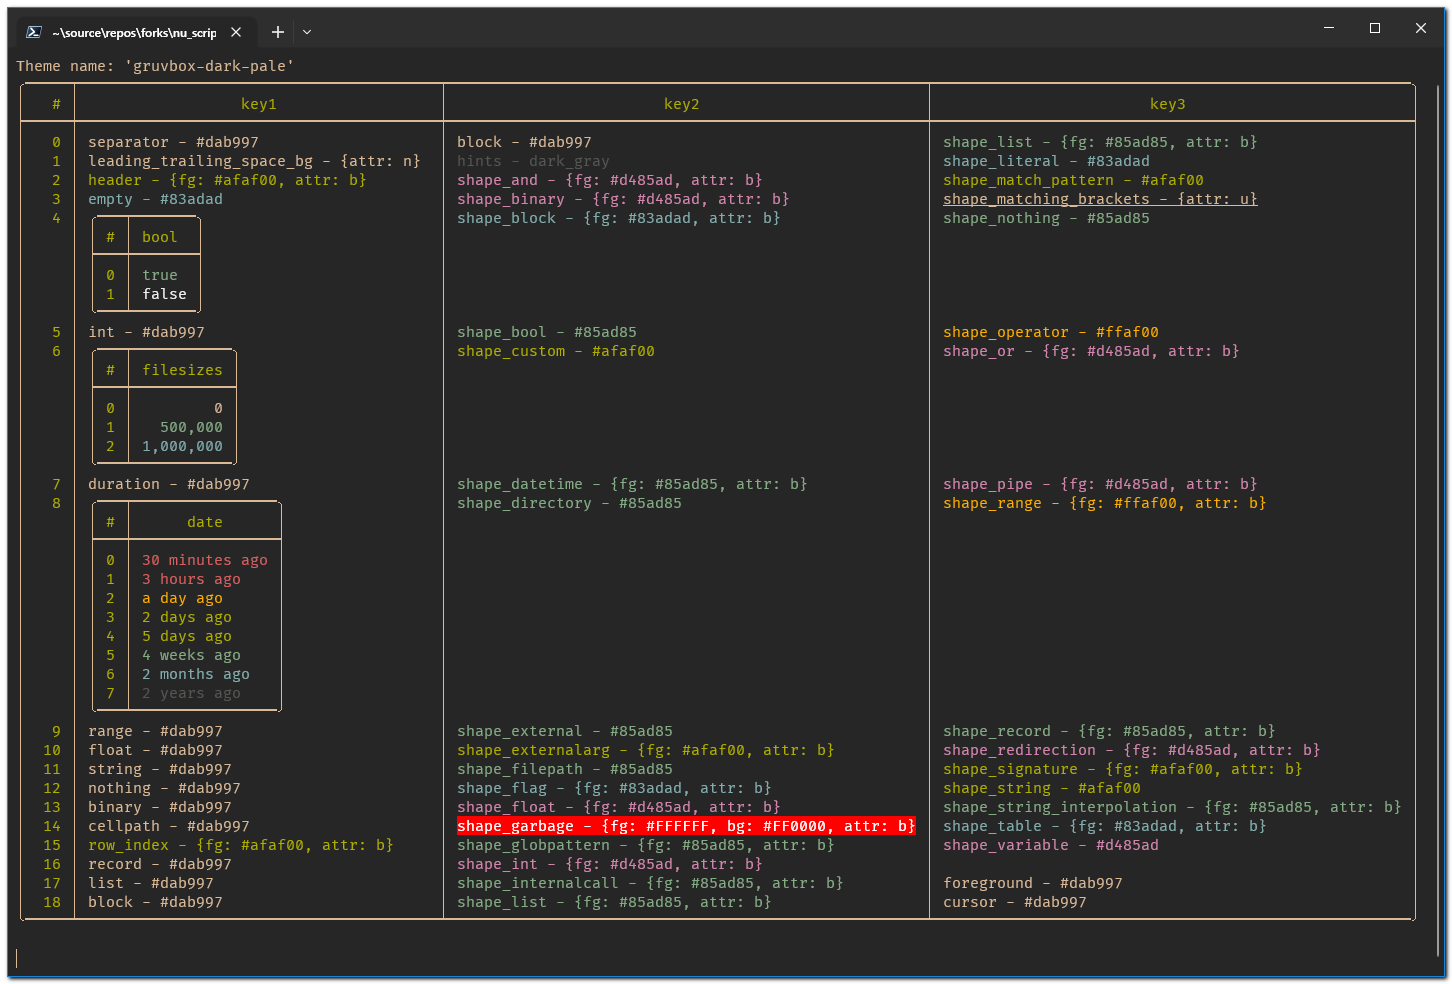 ~\source\repos\forks\nu_scrip
Theme name: 'gruvbox-dark-pale'
# key1 key2 key3
0 separator - #dab997 block - #dab997 shape_list - {fg: #85ad85, attr: b}
1 leading_trailing_space_bg - {attr: n} hints - dark_gray shape_literal - #83adad
2 header - {fg: #afaf00, attr: b} shape_and - {fg: #d485ad, attr: b} shape_match_pattern - #afaf00
3 empty - #83adad shape_binary - {fg: #d485ad, attr: b} shape_matching_brackets - {attr: u}
4 shape_block - {fg: #83adad, attr: b} shape_nothing - #85ad85
# bool
0 true
1 false
5 int - #dab997 shape_bool - #85ad85 shape_operator - #ffaf00
6 shape_custom - #afaf00 shape_or - {fg: #d485ad, attr: b}
# filesizes
0 0
1 500,000
2 1,000,000
7 duration - #dab997 shape_datetime - {fg: #85ad85, attr: b} shape_pipe - {fg: #d485ad, attr: b}
8 shape_directory - #85ad85 shape_range - {fg: #ffaf00, attr: b}
# date
0 30 minutes ago
1 3 hours ago
2 a day ago
3 2 days ago
4 5 days ago
5 4 weeks ago
6 2 months ago
7 2 years ago
9 range - #dab997 shape_external - #85ad85 shape_record - {fg: #85ad85, attr: b}
10 float - #dab997 shape_externalarg - {fg: #afaf00, attr: b} shape_redirection - {fg: #d485ad, attr: b}
11 string - #dab997 shape_filepath - #85ad85 shape_signature - {fg: #afaf00, attr: b}
12 nothing - #dab997 shape_flag - {fg: #83adad, attr: b} shape_string - #afaf00
13 binary - #dab997 shape_float - {fg: #d485ad, attr: b} shape_string_interpolation - {fg: #85ad85, attr: b}
14 cellpath - #dab997 shape_garbage - {fg: #FFFFFF, bg: #FF0000, attr: b} shape_table - {fg: #83adad, attr: b}
15 row_index - {fg: #afaf00, attr: b} shape_globpattern - {fg: #85ad85, attr: b} shape_variable - #d485ad
16 record - #dab997 shape_int - {fg: #d485ad, attr: b}
17 list - #dab997 shape_internalcall - {fg: #85ad85, attr: b} foreground - #dab997
18 block - #dab997 shape_list - {fg: #85ad85, attr: b} cursor - #dab997